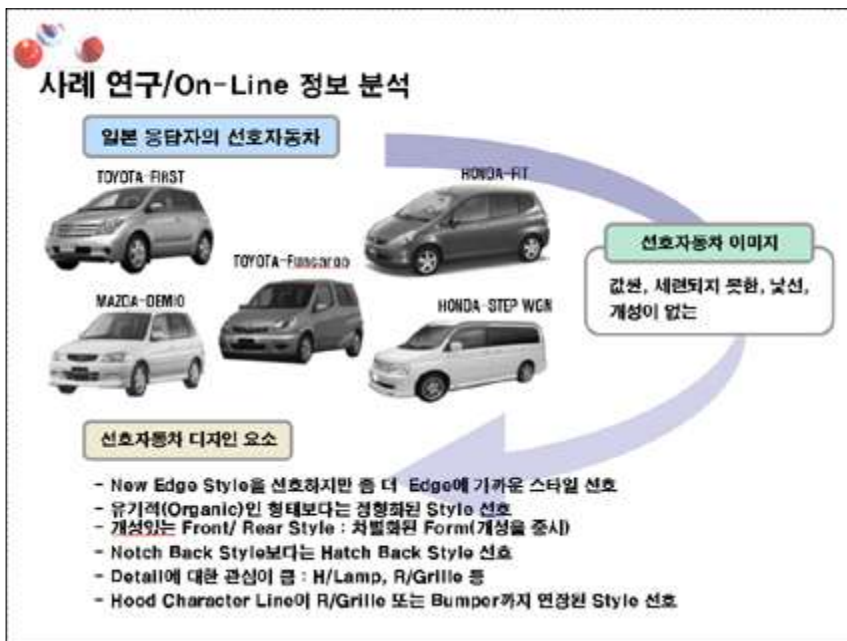 사례 연구/On-Line 정보 분석
일본 응답자의 선호자동차
TOYOTA-FIRST
HONDA-FIT
TOYOTA-Funcargo
MAZDA-DEMIO
HONDA-STEP WGN
선호자동차 이미지
값싼, 세련되지 못한, 낯선,
개성이 없는
선호자동차 디자인 요소
- New Edge Style을 선호하지만 좀 더 Edge에 가까운 스타일 선호
- 유기적(Organic)인 형태보다는 정형화된 Style 선호
- 개성있는 Front/ Rear Style : 차별화된 Form(개성을 중시)
- Notch Back Style보다는 Hatch Back Style 선호
- Detail에 대한 관심이 큼 : H/Lamp, R/Grille 등
- Hood Character Line이 R/Grille 또는 Bumper까지 연장된 Style 선호